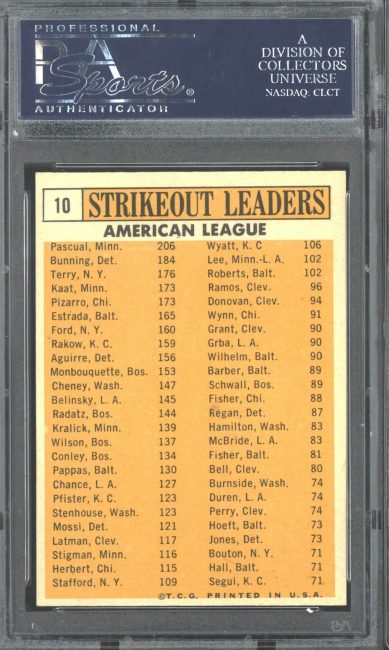 PROFESSIONAL
PSA
Sports®
AUTHENTICATOR
A
DIVISION OF
COLLECTORS
UNIVERSE
NASDAQ: CLCT
10 STRIKEOUT LEADERS
AMERICAN LEAGUE
Pascual, Minn. 206
Bunning, Det. 184
Terry, N. Y. 176
Kaat, Minn. 173
Pizarro, Chi. 173
Estrada, Balt. 165
Ford, N. Y. 160
Rakow, K. C. 159
Aguirre, Det. 156
Monbouquette, Bos. 153
Cheney, Wash. 147
Belinsky, L. A. 145
Radatz, Bos. 144
Kralick, Minn. 139
Wilson, Bos. 137
Conley, Bos. 134
Pappas, Balt. 130
Chance, L. A. 127
Pfister, K. C. 123
Stenhouse, Wash. 123
Mossi, Det. 121
Latman, Clev. 117
Stigman, Minn. 116
Herbert, Chi. 115
Stafford, N. Y. 109
Wyatt, K. C 106
Lee, Minn.-L. A. 102
Roberts, Balt. 102
Ramos, Clev. 96
Donovan, Clev. 94
Wynn, Chi. 91
Grant, Clev. 90
Grba, L. A. 90
Wilhelm, Balt. 90
Barber, Balt. 89
Schwall, Bos. 89
Fisher, Chi. 88
Regan, Det. 87
Hamilton, Wash. 83
McBride, L. A. 83
Fisher, Balt. 81
Bell, Clev. 80
Burnside, Wash. 74
Duren, L. A. 74
Perry, Clev. 74
Hoeft, Balt. 73
Jones, Det. 73
Bouton, N. Y. 71
Hall, Balt. 71
Segui, K. C. 71
©T.C.G. PRINTED IN U.S.A.